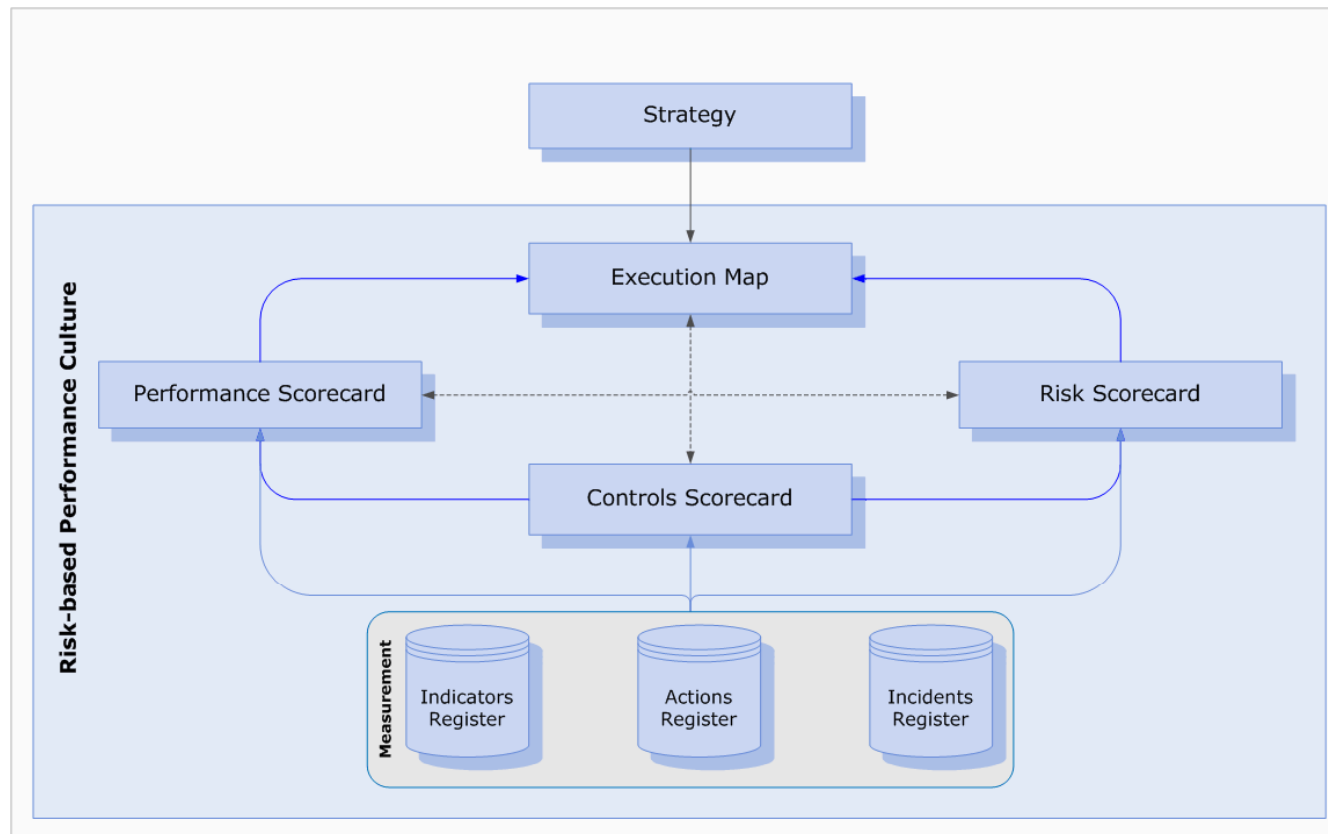 Strategy
Risk-based Performance Culture
Execution Map
Performance Scorecard
Risk Scorecard
Controls Scorecard
Measurement
Indicators
Register
Actions
Register
Incidents
Register